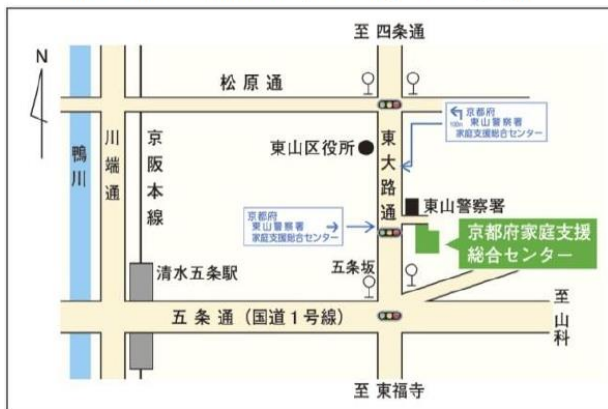 至 四条通
N
松原通
京都府
100m 東山警察署
家庭支援総合センター
鴨川
川端通
京阪本線
東山区役所
東大路通
東山警察署
京都府
東山警察署
家庭支援総合センター
京都府家庭支援
総合センター
清水五条駅
五条坂
五条通（国道1号線）
至 山科
至 東福寺